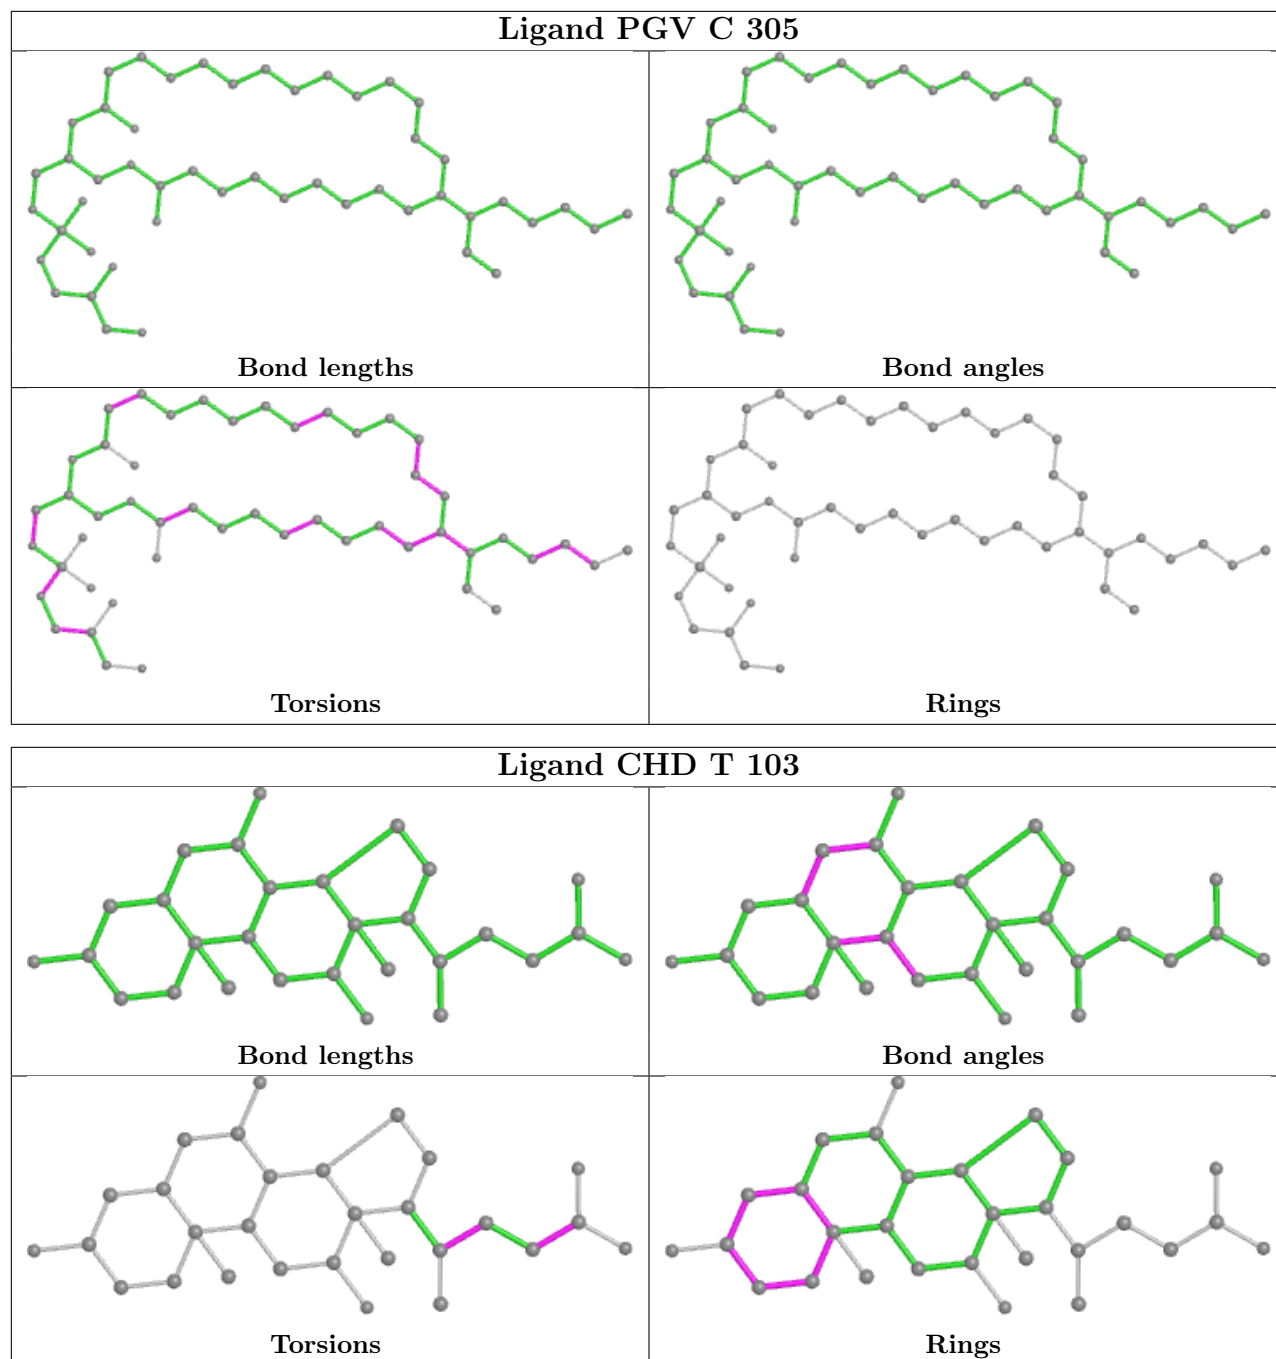 Ligand PGV C 305
Bond lengths
Bond angles
Torsions
Rings
Ligand CHD T 103
Bond lengths
Bond angles
Torsions
Rings